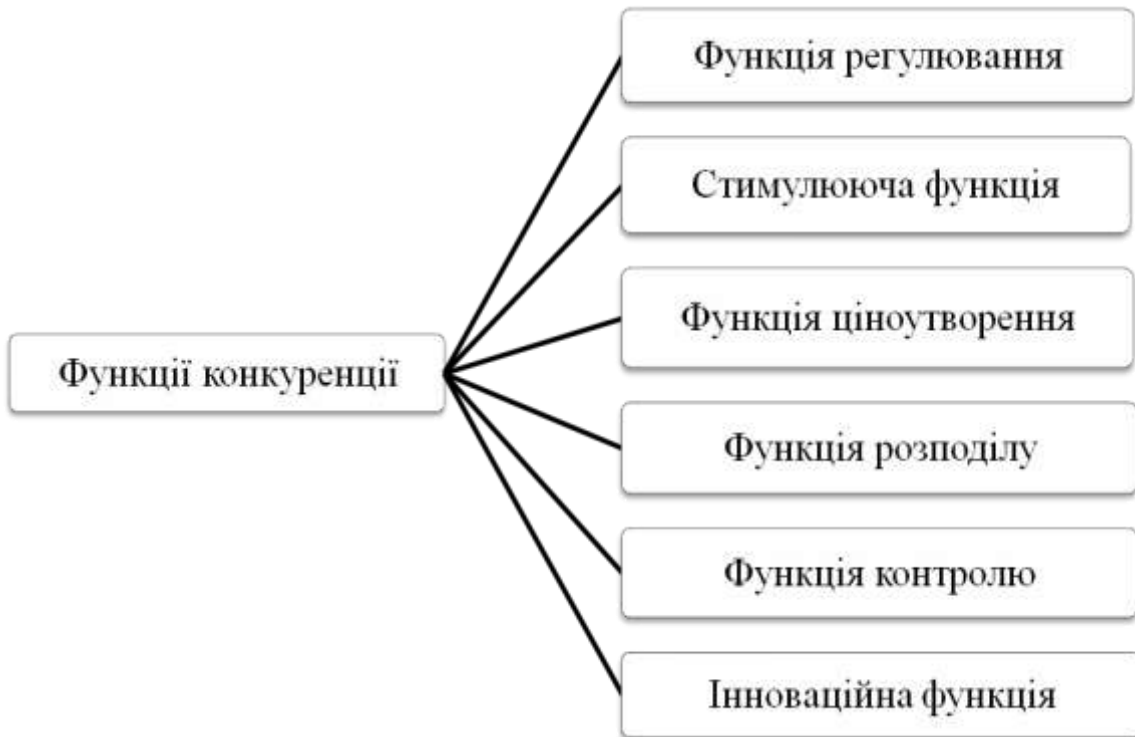 Функція регулювання
Стимулююча функція
Функція ціноутворення
Функції конкуренції
Функція розподілу
Функція контролю
Інноваційна функція